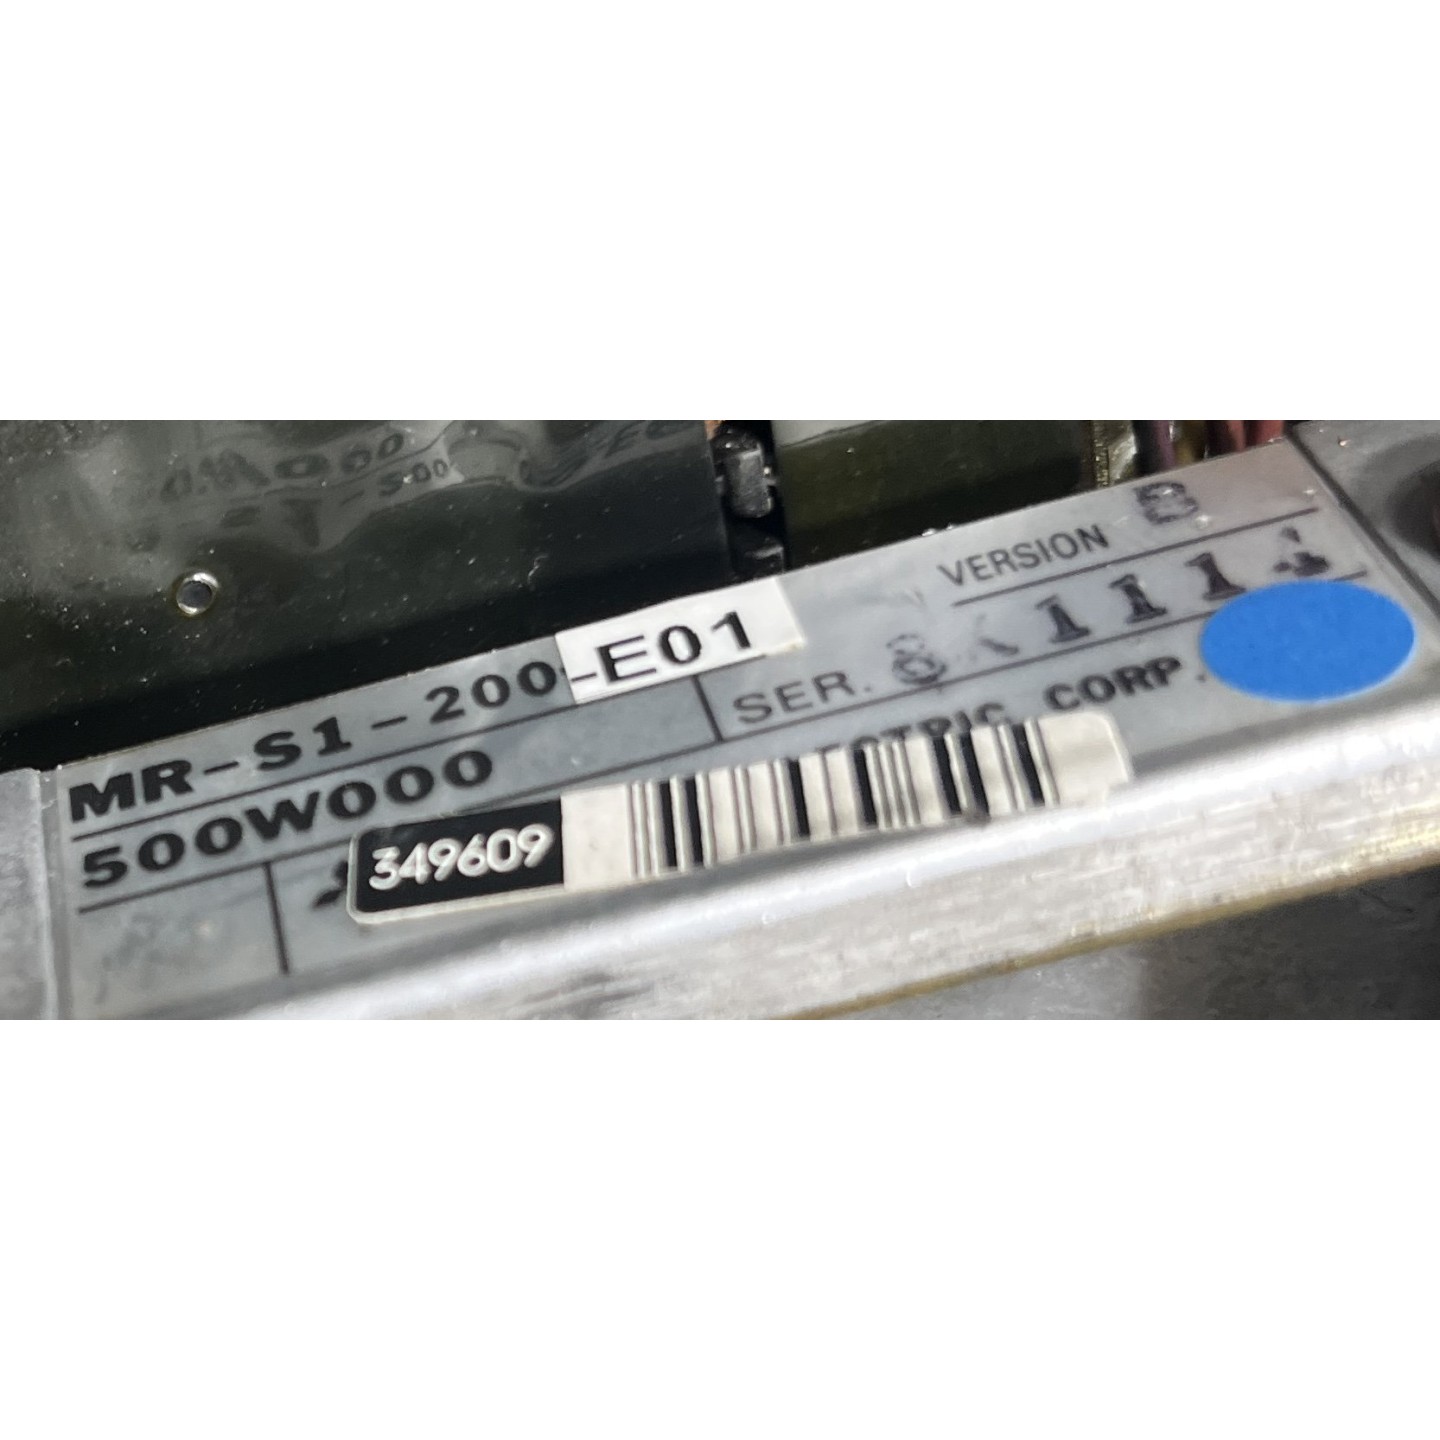 MR-S1-200-E01
VERSION B
500W000
SER.
CORP.
349609